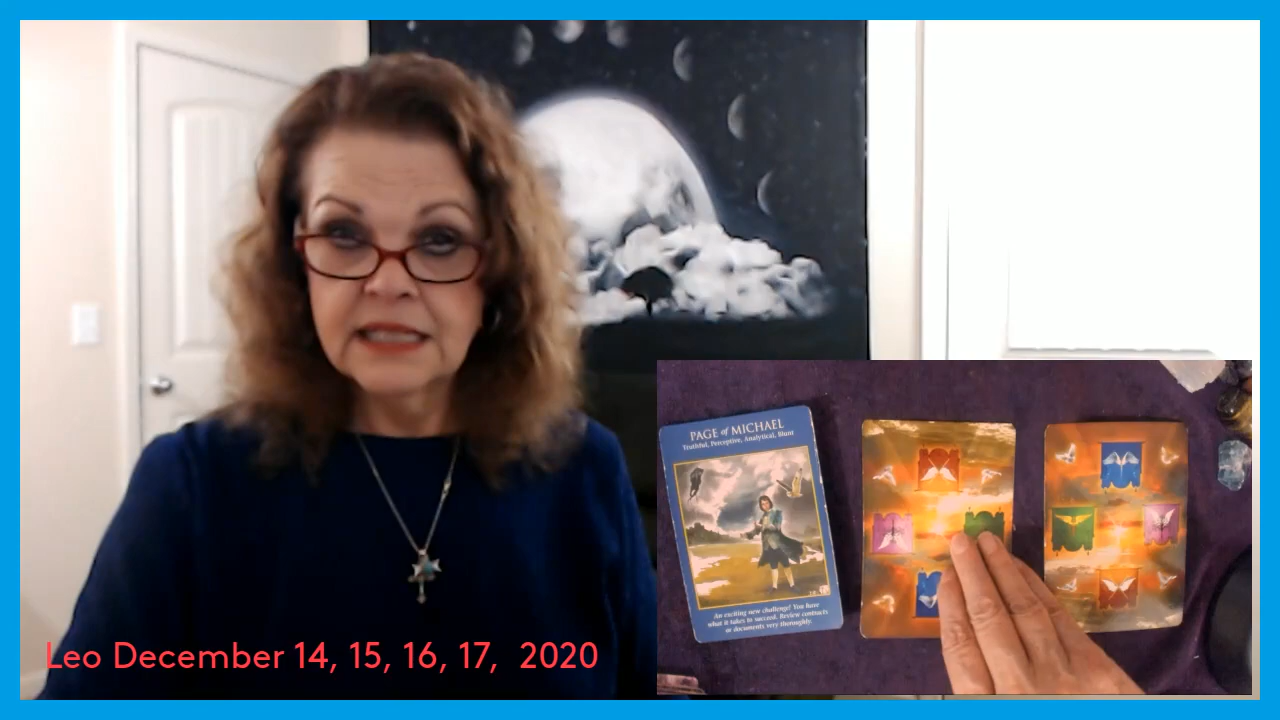 PAGE of MICHAEL
Truthful, Perceptive, Analytical, Blunt
An exciting new challenge! You have
what it takes to succeed. Review contracts
or documents very thoroughly.
Leo December 14, 15, 16, 17,  2020